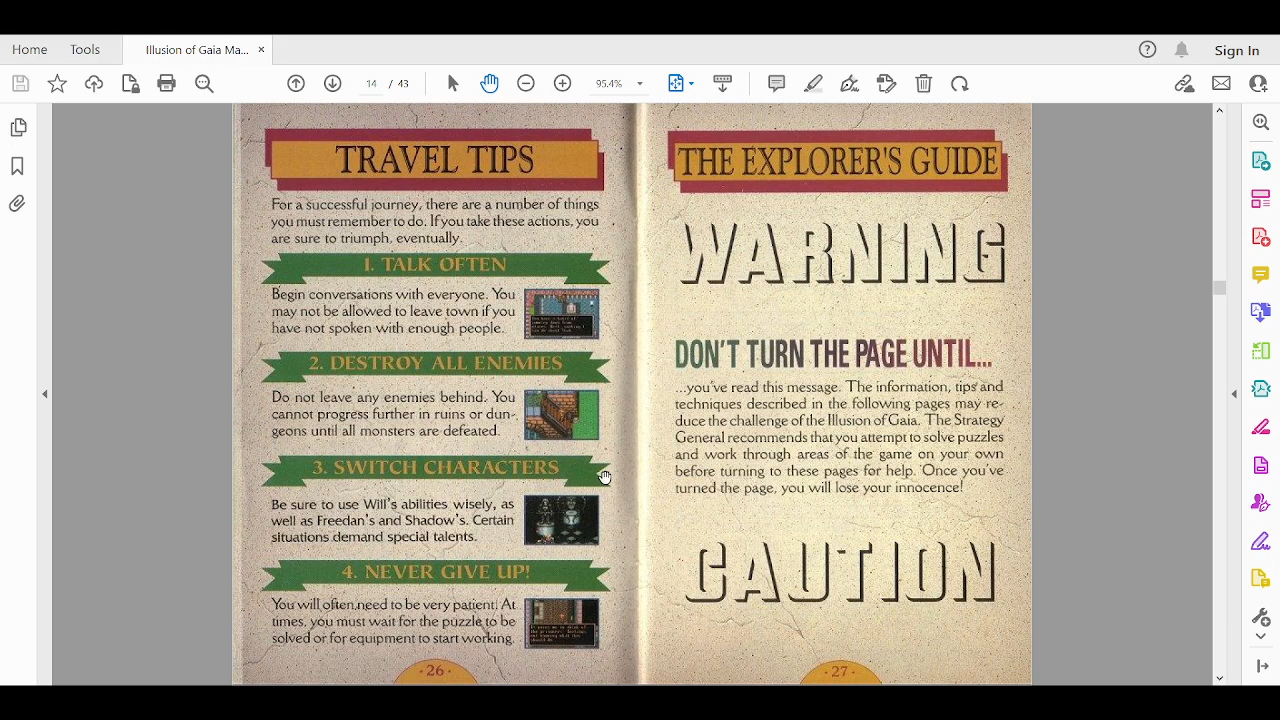 Home
Tools
Illusion of Gaia Ma...
Sign In
14 / 43
95.4%
TRAVEL TIPS
For a successful journey, there are a number of things
you must remember to do. If you take these actions, you
are sure to triumph, eventually.
1. TALK OFTEN
Begin conversations with everyone. You
may not be allowed to leave town if you
have not spoken with enough people.
2. DESTROY ALL ENEMIES
Do not leave any enemies behind. You
cannot progress further in ruins or dun-
geons until all monsters are defeated.
3. SWITCH CHARACTERS
Be sure to use Will's abilities wisely, as
well as Freedan's and Shadow's. Certain
situations demand special talents.
4. NEVER GIVE UP!
You will often need to be very patient. At
times, you must wait for the puzzle to be
solved or for equipment to start working.
· 26 ·
THE EXPLORER'S GUIDE
WARNING
DON'T TURN THE PAGE UNTIL...
...you've read this message. The information, tips and
techniques described in the following pages may re-
duce the challenge of the Illusion of Gaia. The Strategy
General recommends that you attempt to solve puzzles
and work through areas of the game on your own
before turning to these pages for help. Once you've
turned the page, you will lose your innocence!
CAUTION
· 27 ·